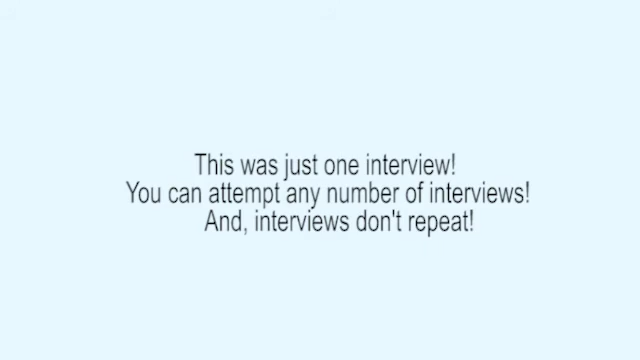 This was just one interview!
You can attempt any number of interviews!
And, interviews don't repeat!